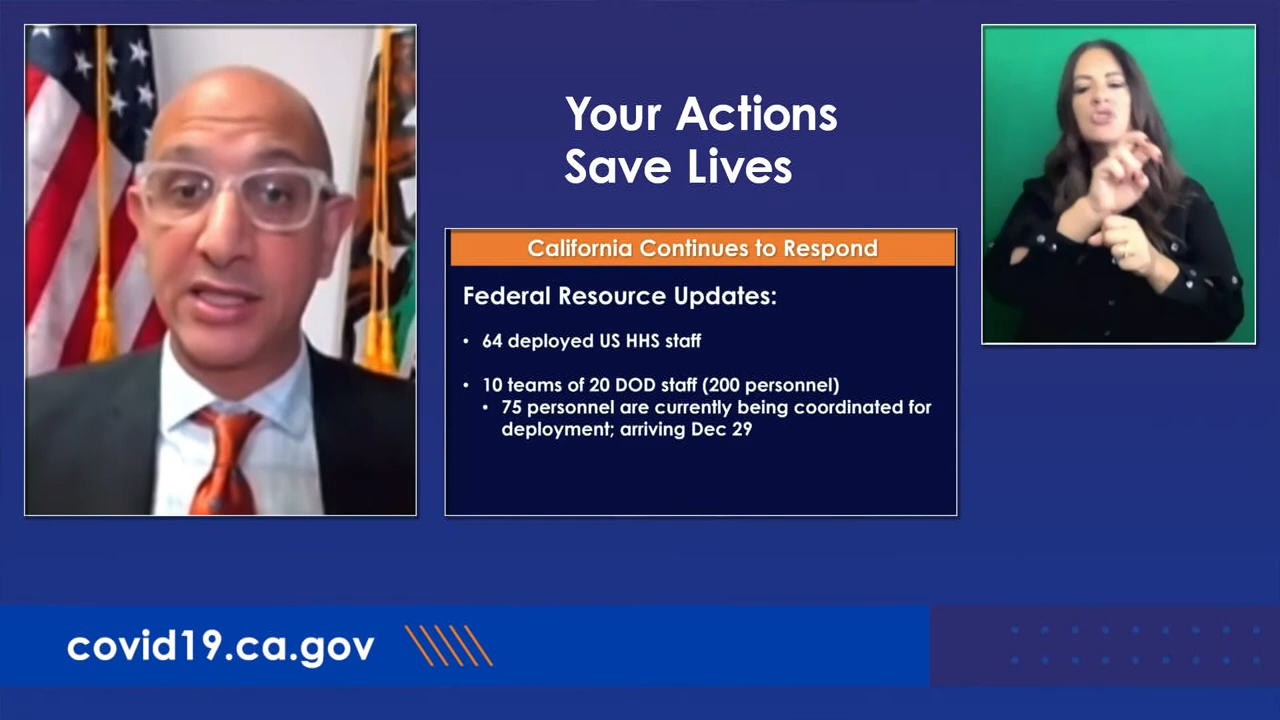 Your Actions
Save Lives
California Continues to Respond
Federal Resource Updates:
• 64 deployed US HHS staff
• 10 teams of 20 DOD staff (200 personnel)
• 75 personnel are currently being coordinated for
deployment; arriving Dec 29
covid19.ca.gov